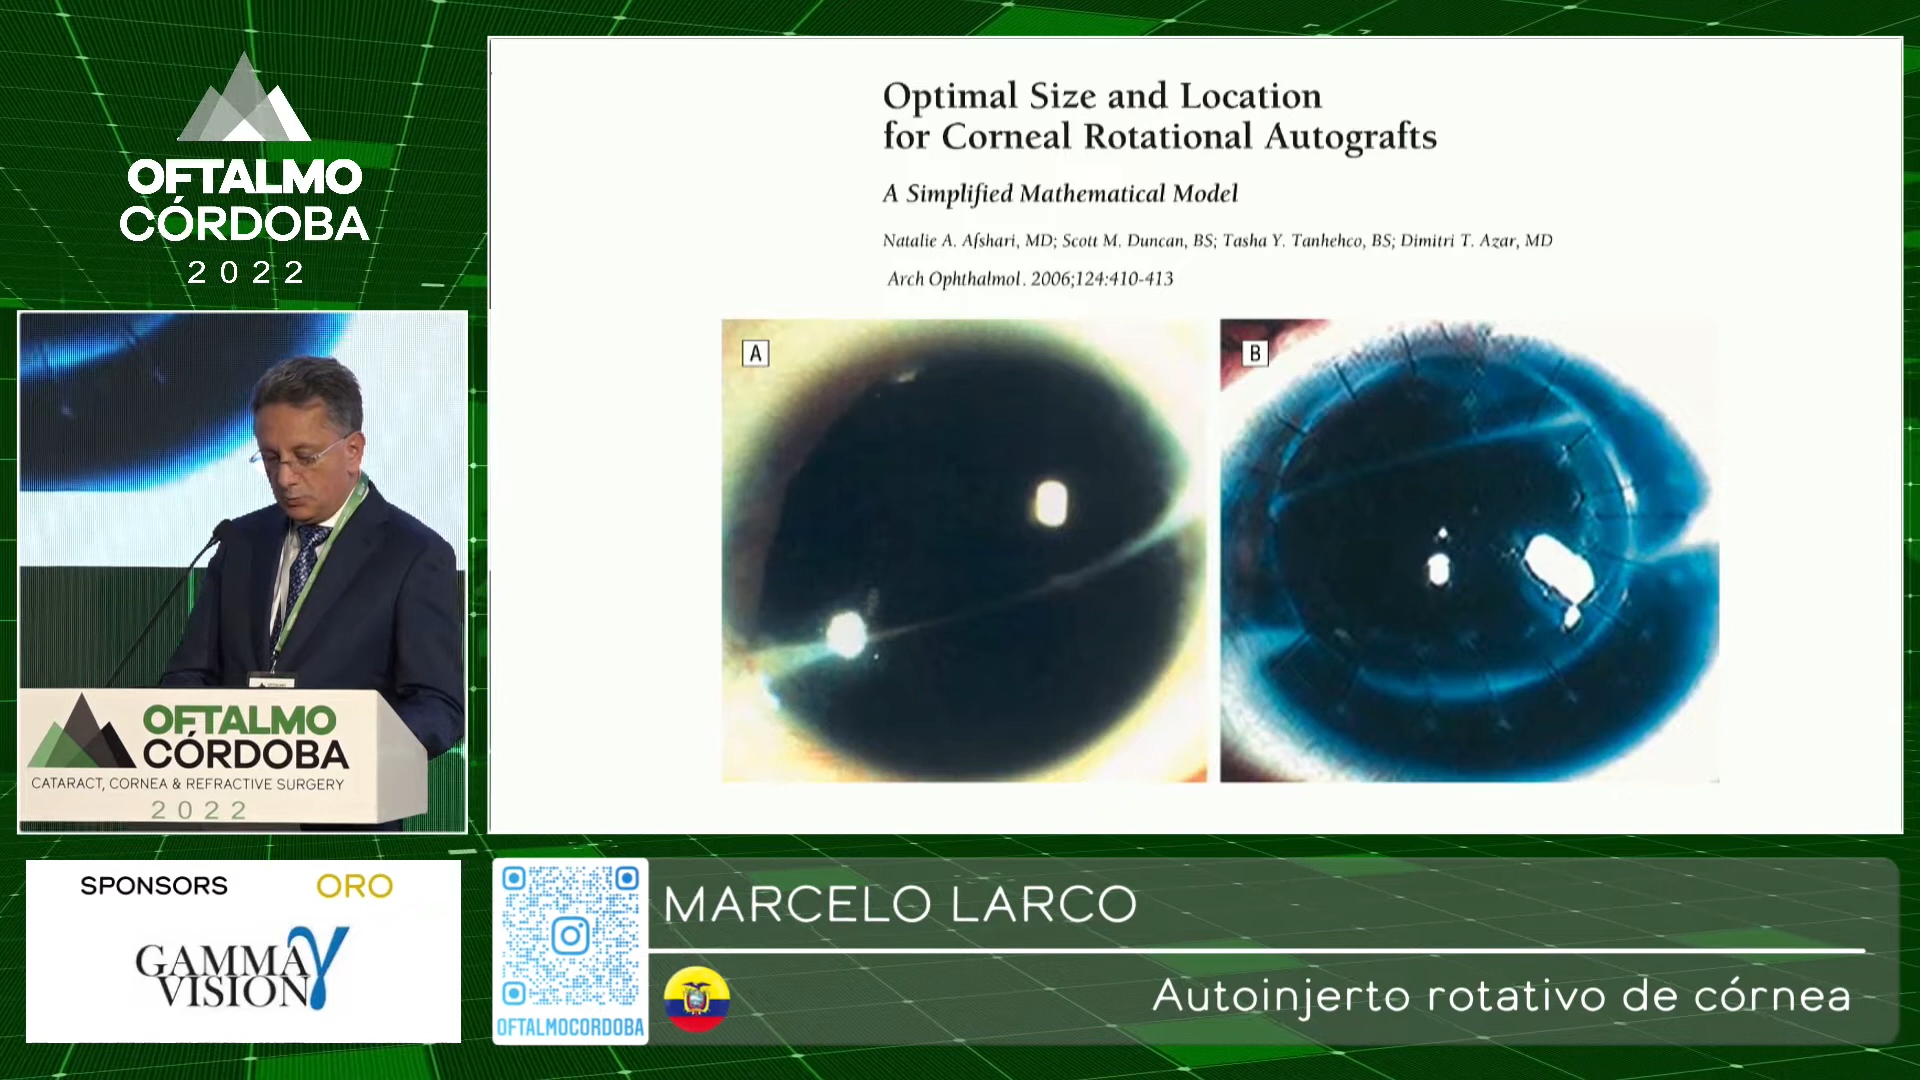 OFTALMO
CÓRDOBA
2022
Optimal Size and Location
for Corneal Rotational Autografts
A Simplified Mathematical Model
Natalie A. Afshari, MD; Scott M. Duncan, BS; Tasha Y. Tanhehco, BS; Dimitri T. Azar, MD
Arch Ophthalmol. 2006;124:410-413
A
B
OFTALMO
CÓRDOBA
CATARACT, CORNEA & REFRACTIVE SURGERY
2022
SPONSORS ORO
GAMMA
VISION
OFTALMOCORDOBA
MARCELO LARCO
Autoinjerto rotativo de córnea